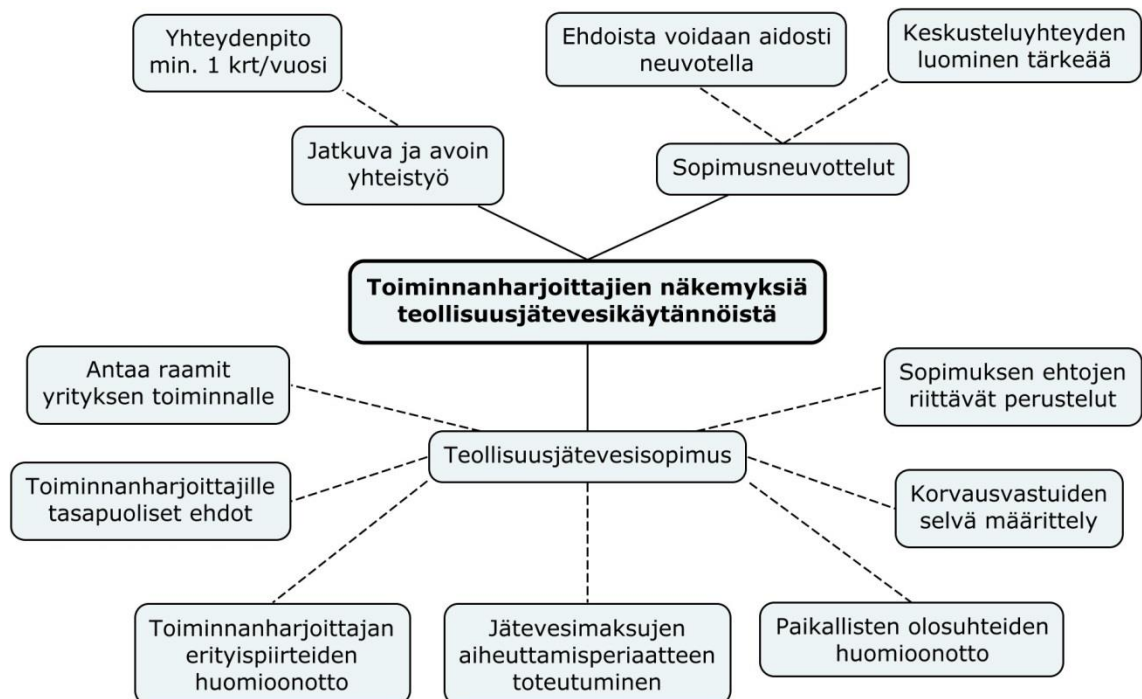 Yhteydenpito
min. 1 krt/vuosi
Ehdoista voidaan aidosti
neuvotella
Keskusteluyhteyden
luominen tärkeää
Jatkuva ja avoin
yhteistyö
Sopimusneuvottelut
Toiminnanharjoittajien näkemyksiä
teollisuusjätevesikäytännöistä
Antaa raamit
yrityksen toiminnalle
Sopimuksen ehtojen
riittävät perustelut
Teollisuusjätevesisopimus
Toiminnanharjoittajille
tasapuoliset ehdot
Korvausvastuiden
selvä määrittely
Toiminnanharjoittajan
erityispiirteiden
huomioonotto
Jätevesimaksujen
aiheuttamisperiaatteen
toteutuminen
Paikallisten olosuhteiden
huomioonotto